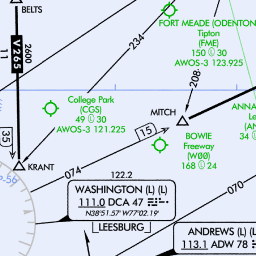 BELTS
FORT MEADE (ODENTON
Tipton
(FME)
150 30
AWOS-3 123.925
234
208
V 265
2600
11
College Park
(CGS)
49 30
AWOS-3 121.225
MITCH
ANNA
Le
(AN
34
BOWIE
Freeway
(W00)
168 24
15
35
KRANT
074
070
122.2
P-56
WASHINGTON (L) (L)
111.0 DCA 47
N38°51.57' W77°02.19'
LEESBURG
ANDREWS (L) (
113.1 ADW 78